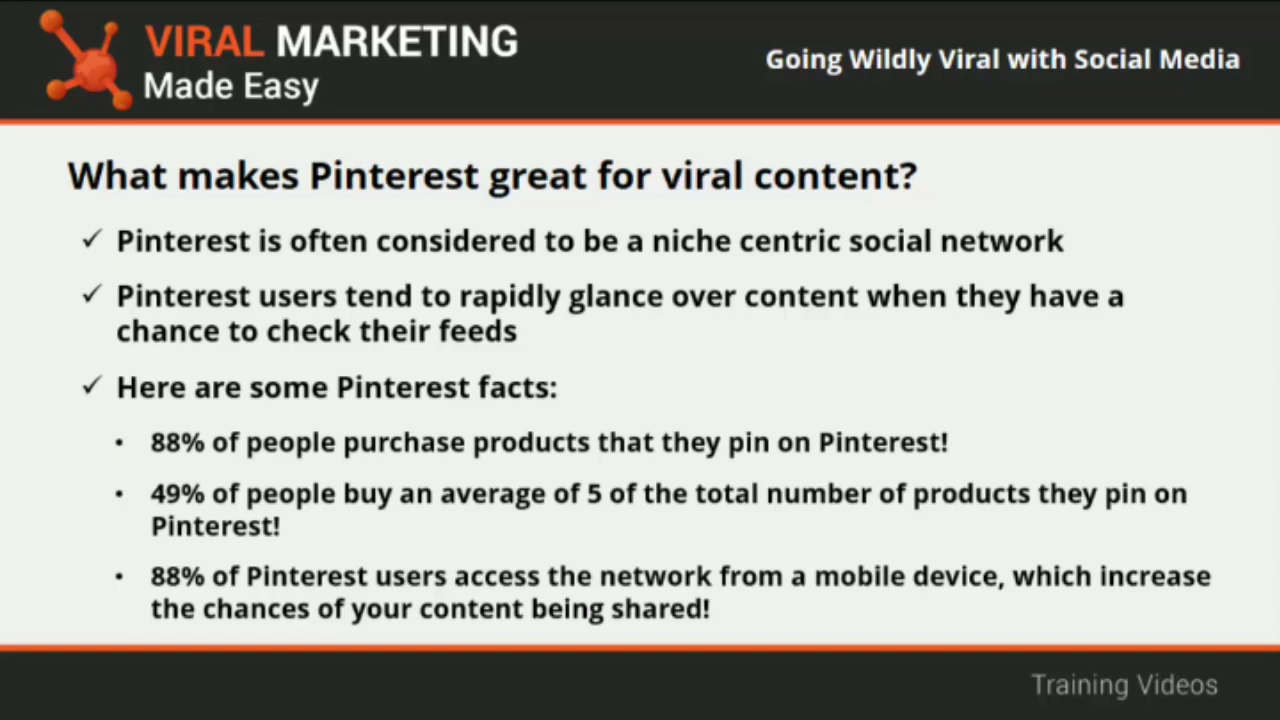 VIRAL MARKETING
Made Easy
Going Wildly Viral with Social Media
What makes Pinterest great for viral content?
✓ Pinterest is often considered to be a niche centric social network
✓ Pinterest users tend to rapidly glance over content when they have a
chance to check their feeds
✓ Here are some Pinterest facts:
• 88% of people purchase products that they pin on Pinterest!
• 49% of people buy an average of 5 of the total number of products they pin on
Pinterest!
• 88% of Pinterest users access the network from a mobile device, which increase
the chances of your content being shared!
Training Videos